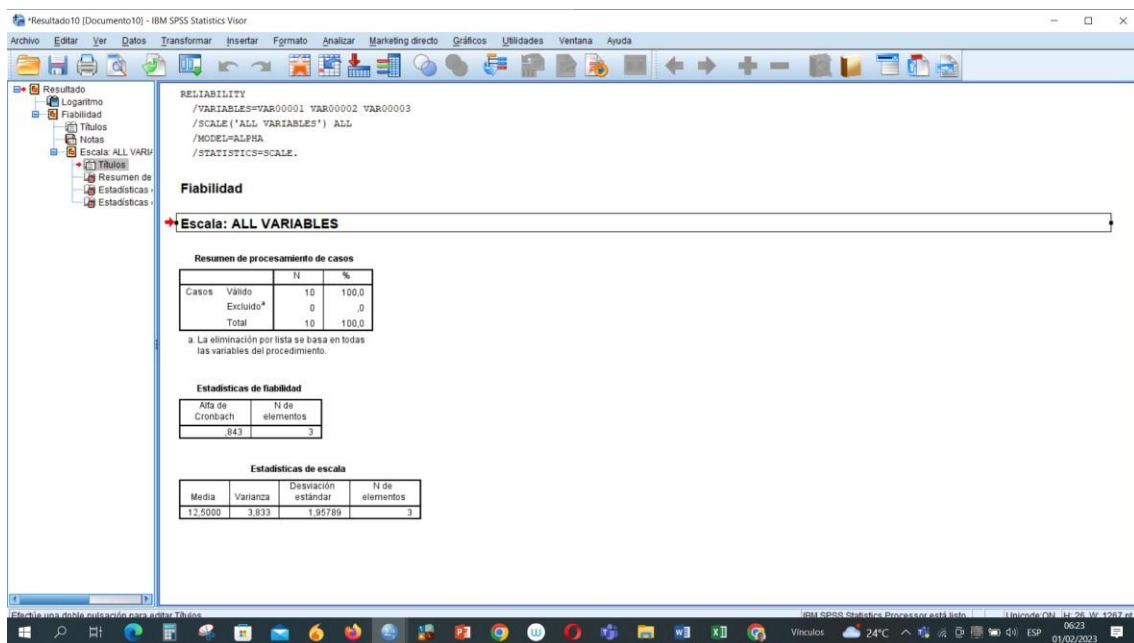 *Resultado10 [Documento10] - IBM SPSS Statistics Visor
Archivo Editar Ver Datos Transformar Insertar Formato Analizar Marketing directo Gráficos Utilidades Ventana Ayuda
Resultado
Logaritmo
Fiabilidad
Títulos
Notas
Escala: ALL VARIA
Títulos
Resumen de
Estadísticas
Estadísticas
RELIABILITY
/VARIABLES=VAR00001 VAR00002 VAR00003
/SCALE('ALL VARIABLES') ALL
/MODEL=ALPHA
/STATISTICS=SCALE.
Fiabilidad
Escala: ALL VARIABLES
Resumen de procesamiento de casos
N %
Casos Válido 10 100,0
Excluidoª 0 ,0
Total 10 100,0
a. La eliminación por lista se basa en todas
las variables del procedimiento.
Estadísticas de fiabilidad
Alfa de N de
Cronbach elementos
,843 3
Estadísticas de escala
Desviación N de
Media Varianza estándar elementos
12,5000 3,833 1,95789 3
Efectúe una doble pulsación para editar Títulos
IBM SPSS Statistics Processor está listo Unicode:ON H: 26, W: 1267 pt
Vínculos 24°C ESP 06:23
01/02/2023